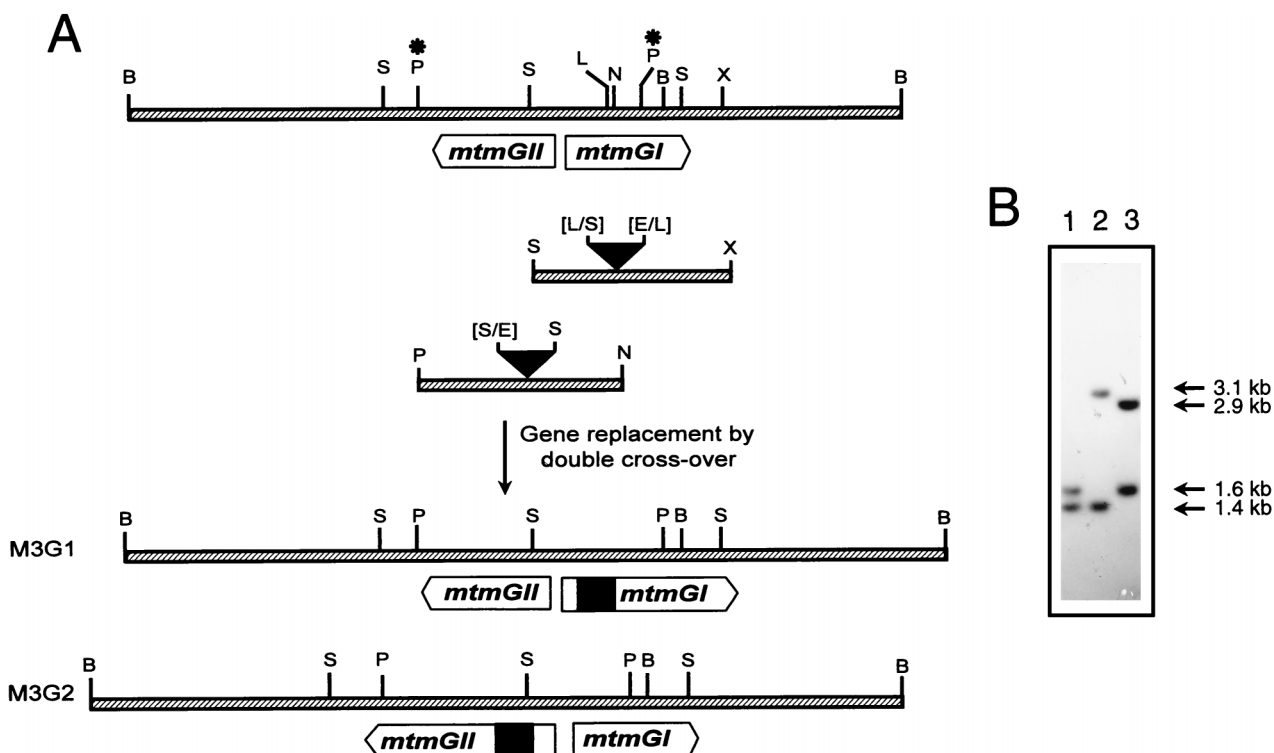 A
✱ ✱
B S P S L N P B S X B
mtmGII mtmGI
[L/S] [E/L]
S X
[S/E] S
P N
Gene replacement by
double cross-over
B S P S P B S B
M3G1
mtmGII mtmGI
B S P S P B S B
M3G2
mtmGII mtmGI
B
1 2 3
3.1 kb
2.9 kb
1.6 kb
1.4 kb